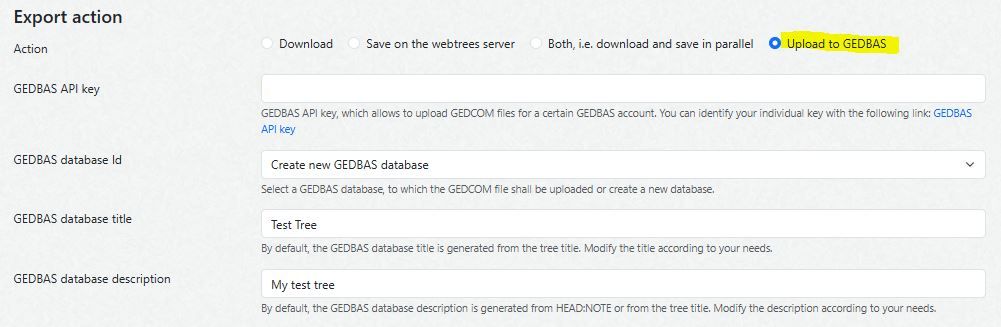 Export action
Action
Download Save on the webtrees server Both, i.e. download and save in parallel Upload to GEDBAS
GEDBAS API key
GEDBAS API key, which allows to upload GEDCOM files for a certain GEDBAS account. You can identify your individual key with the following link: GEDBAS
API key
GEDBAS database Id
Create new GEDBAS database
Select a GEDBAS database, to which the GEDCOM file shall be uploaded or create a new database.
GEDBAS database title
Test Tree
By default, the GEDBAS database title is generated from the tree title. Modify the title according to your needs.
GEDBAS database description
My test tree
By default, the GEDBAS database description is generated from HEAD:NOTE or from the tree title. Modify the description according to your needs.